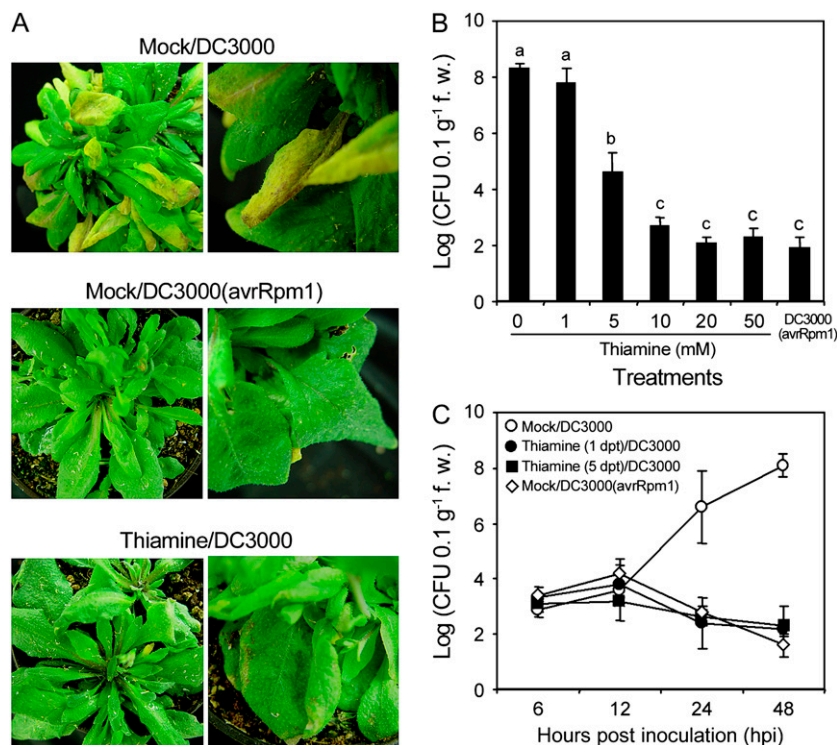 A
Mock/DC3000
Mock/DC3000(avrRpm1)
Thiamine/DC3000
B
Log (CFU 0.1 g⁻¹ f. w.)
10
8
6
4
2
0
a
a
b
c
c
c
c
0 1 5 10 20 50 DC3000
(avrRpm1)
Thiamine (mM)
Treatments
C
Log (CFU 0.1 g⁻¹ f. w.)
10
8
6
4
2
0
Mock/DC3000
Thiamine (1 dpt)/DC3000
Thiamine (5 dpt)/DC3000
Mock/DC3000(avrRpm1)
6 12 24 48
Hours post inoculation (hpi)